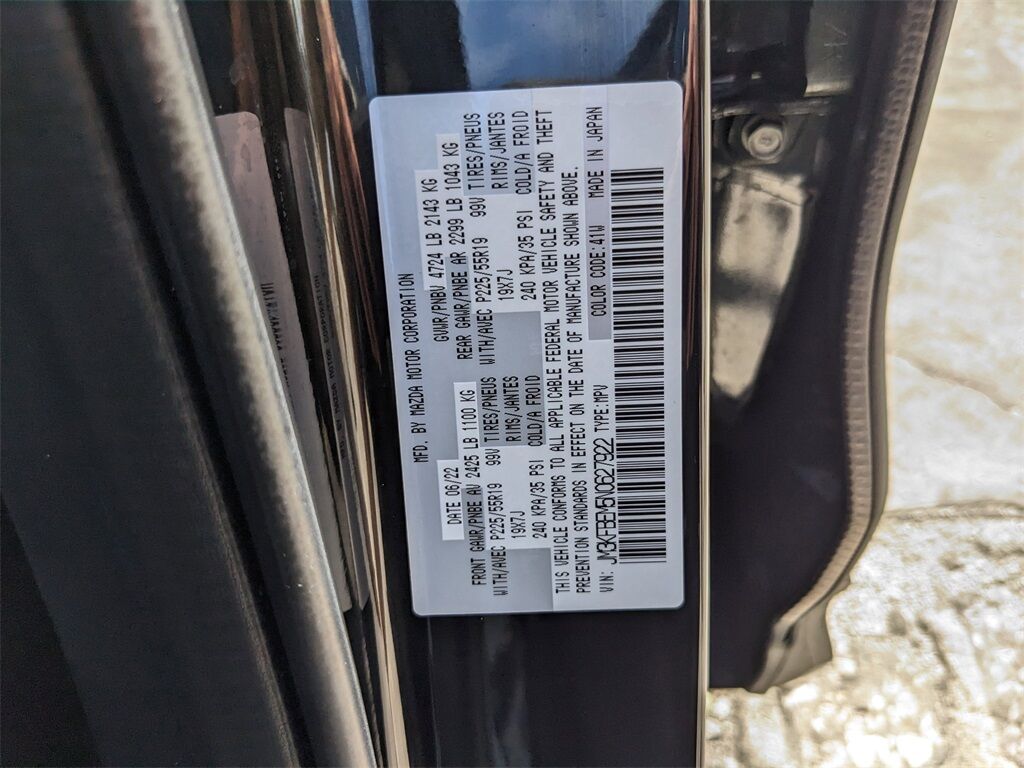 MFD. BY MAZDA MOTOR CORPORATION
DATE 06/22 GVWR/PNBV 4724 LB 2143 KG
FRONT GAWR/PNBE AV 2425 LB 1100 KG REAR GAWR/PNBE AR 2299 LB 1043 KG
WITH/AVEC P225/55R19 99V TIRES/PNEUS WITH/AVEC P225/55R19 99V TIRES/PNEUS
19X7J RIMS/JANTES 19X7J RIMS/JANTES
240 KPA/35 PSI COLD/A FROID 240 KPA/35 PSI COLD/A FROID
THIS VEHICLE CONFORMS TO ALL APPLICABLE FEDERAL MOTOR VEHICLE SAFETY AND THEFT
PREVENTION STANDARDS IN EFFECT ON THE DATE OF MANUFACTURE SHOWN ABOVE.
VIN: JM3KFBEM5N0627922 TYPE:MPV COLOR CODE:41W MADE IN JAPAN